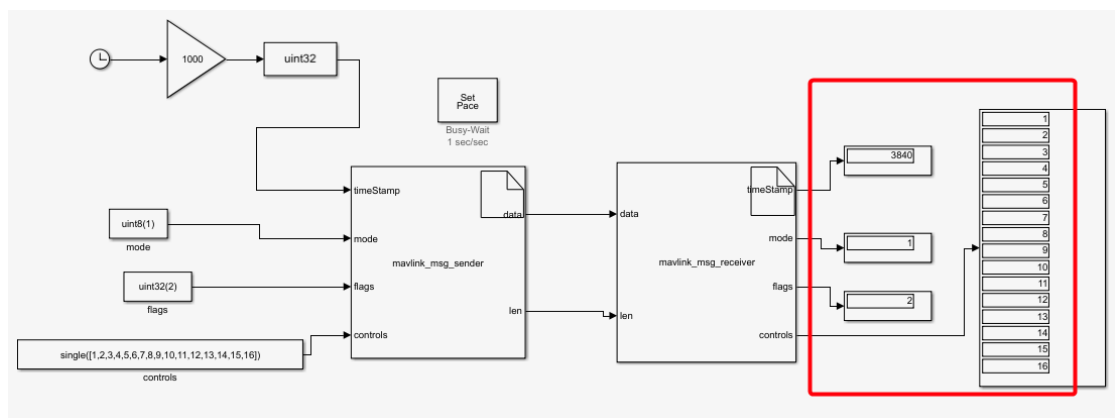 1000
uint32
Set
Pace
Busy-Wait
1 sec/sec
uint8(1)
mode
uint32(2)
flags
single([1,2,3,4,5,6,7,8,9,10,11,12,13,14,15,16])
controls
timeStamp
mode
flags
controls
mavlink_msg_sender
data
len
data
len
mavlink_msg_receiver
timeStamp
mode
flags
controls
3840
1
2
1
2
3
4
5
6
7
8
9
10
11
12
13
14
15
16